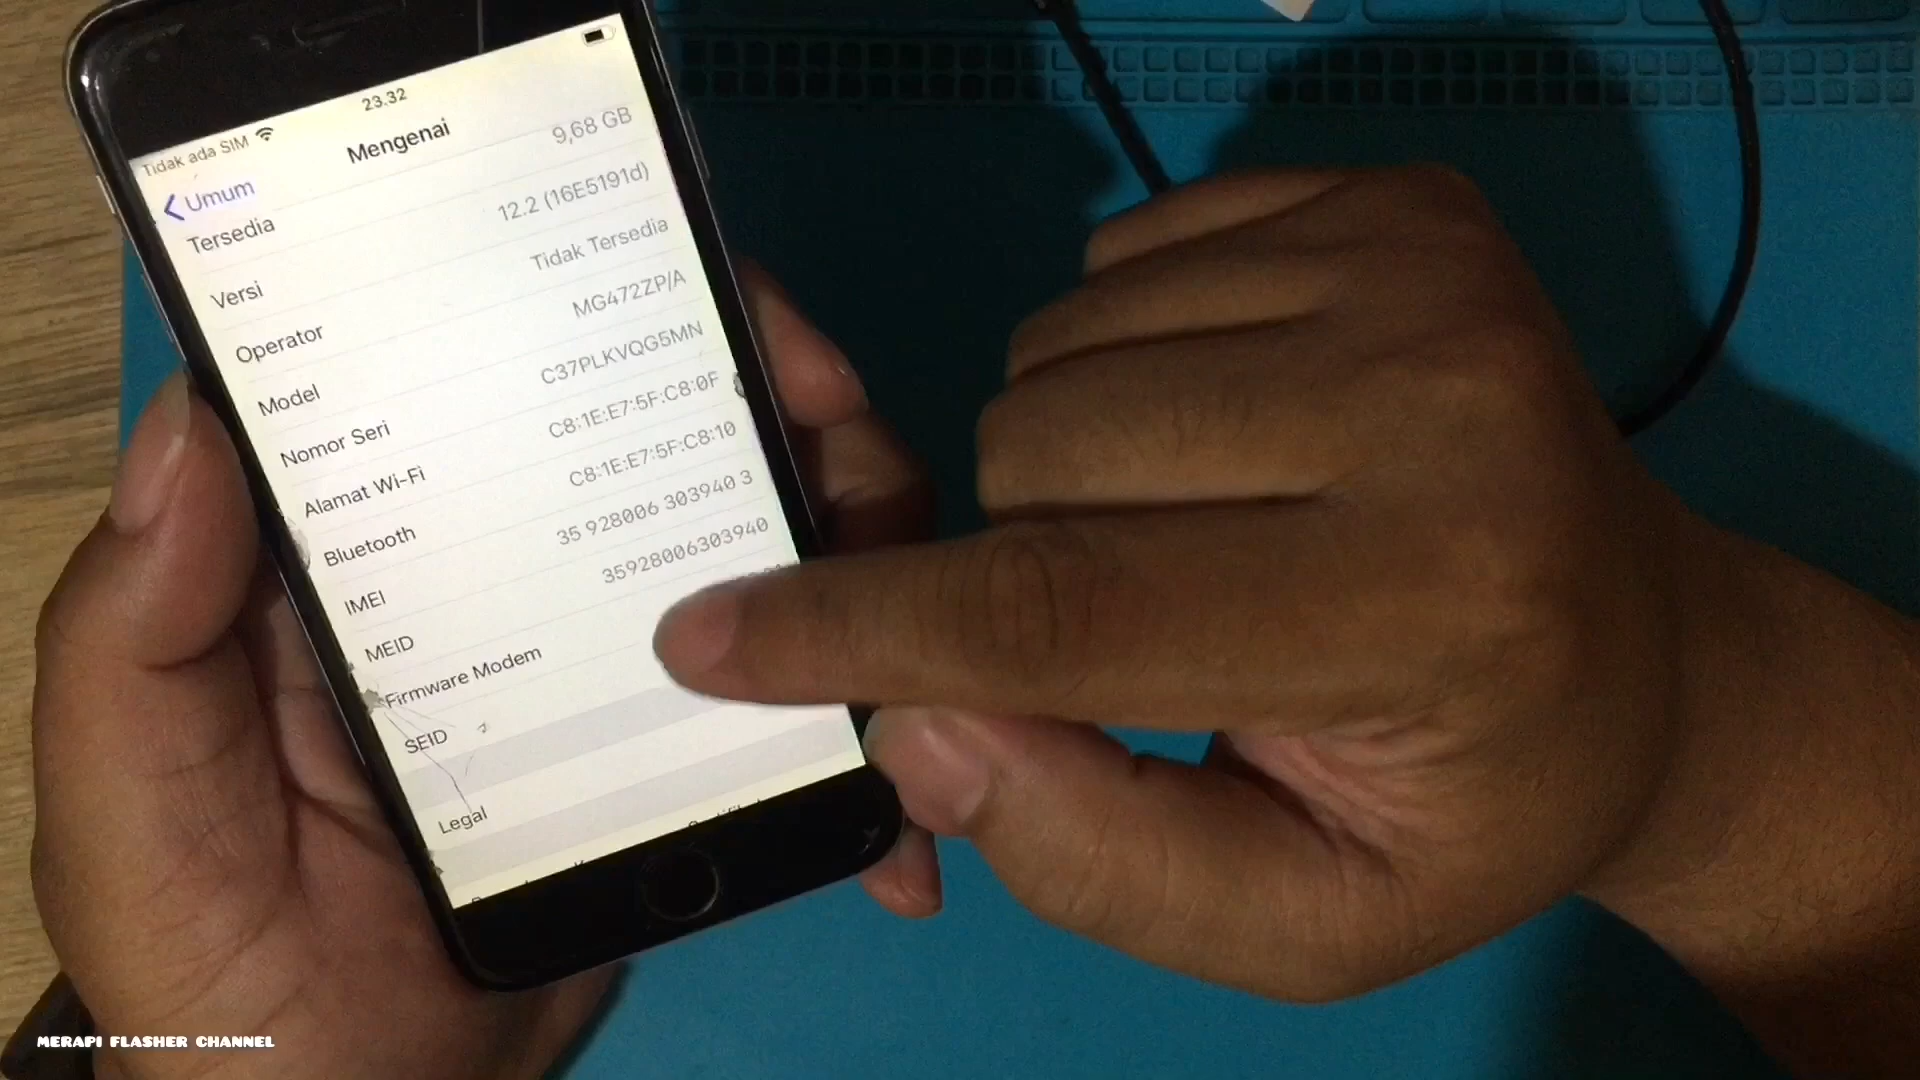 Tidak ada SIM
23.32
Umum
Mengenai
Tersedia
9,68 GB
Versi
12.2 (16E5191d)
Operator
Tidak Tersedia
Model
MG472ZP/A
Nomor Seri
C37PLKVQG5MN
Alamat Wi-Fi
C8:1E:E7:5F:C8:0F
Bluetooth
C8:1E:E7:5F:C8:10
IMEI
35 928006 303940 3
MEID
35928006303940
Firmware Modem
SEID
Legal
MERAPI FLASHER CHANNEL